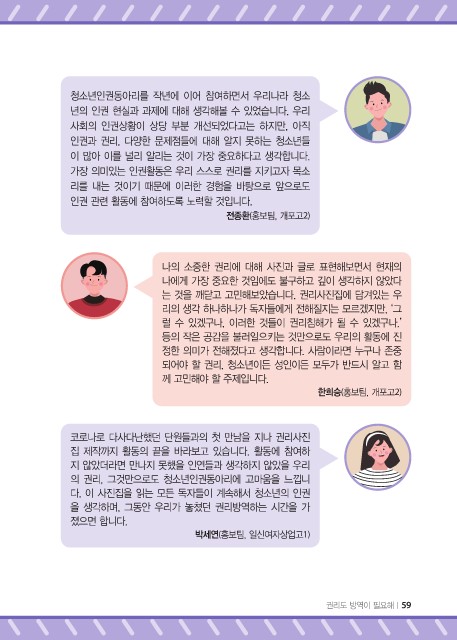 청소년인권동아리를 작년에 이어 참여하면서 우리나라 청소
년의 인권 현실과 과제에 대해 생각해볼 수 있었습니다. 우리
사회의 인권상황이 상당 부분 개선되었다고는 하지만, 아직
인권과 권리, 다양한 문제점들에 대해 알지 못하는 청소년들
이 많아 이를 널리 알리는 것이 가장 중요하다고 생각합니다.
가장 의미있는 인권활동은 우리 스스로 권리를 지키고자 목소
리를 내는 것이기 때문에 이러한 경험을 바탕으로 앞으로도
인권 관련 활동에 참여하도록 노력할 것입니다.
전종환(홍보팀, 개포고2)
나의 소중한 권리에 대해 사진과 글로 표현해보면서 현재의
나에게 가장 중요한 것임에도 불구하고 깊이 생각하지 않았다
는 것을 깨닫고 고민해보았습니다. 권리사진집에 담겨있는 우
리의 생각 하나하나가 독자들에게 전해질지는 모르겠지만, '그
럴 수 있겠구나, 이러한 것들이 권리침해가 될 수 있겠구나.'
등의 작은 공감을 불러일으키는 것만으로도 우리의 활동에 진
정한 의미가 전해졌다고 생각합니다. 사람이라면 누구나 존중
되어야 할 권리, 청소년이든 성인이든 모두가 반드시 알고 함
께 고민해야 할 주제입니다.
한희승(홍보팀, 개포고2)
코로나로 다사다난했던 단원들과의 첫 만남을 지나 권리사진
집 제작까지 활동의 끝을 바라보고 있습니다. 활동에 참여하
지 않았더라면 만나지 못했을 인연들과 생각하지 않았을 우리
의 권리, 그것만으로도 청소년인권동아리에 고마움을 느낍니
다. 이 사진집을 읽는 모든 독자들이 계속해서 청소년의 인권
을 생각하며, 그동안 우리가 놓쳤던 권리방역하는 시간을 가
졌으면 합니다.
박세연(홍보팀, 일신여자상업고1)
권리도 방역이 필요해 | 59